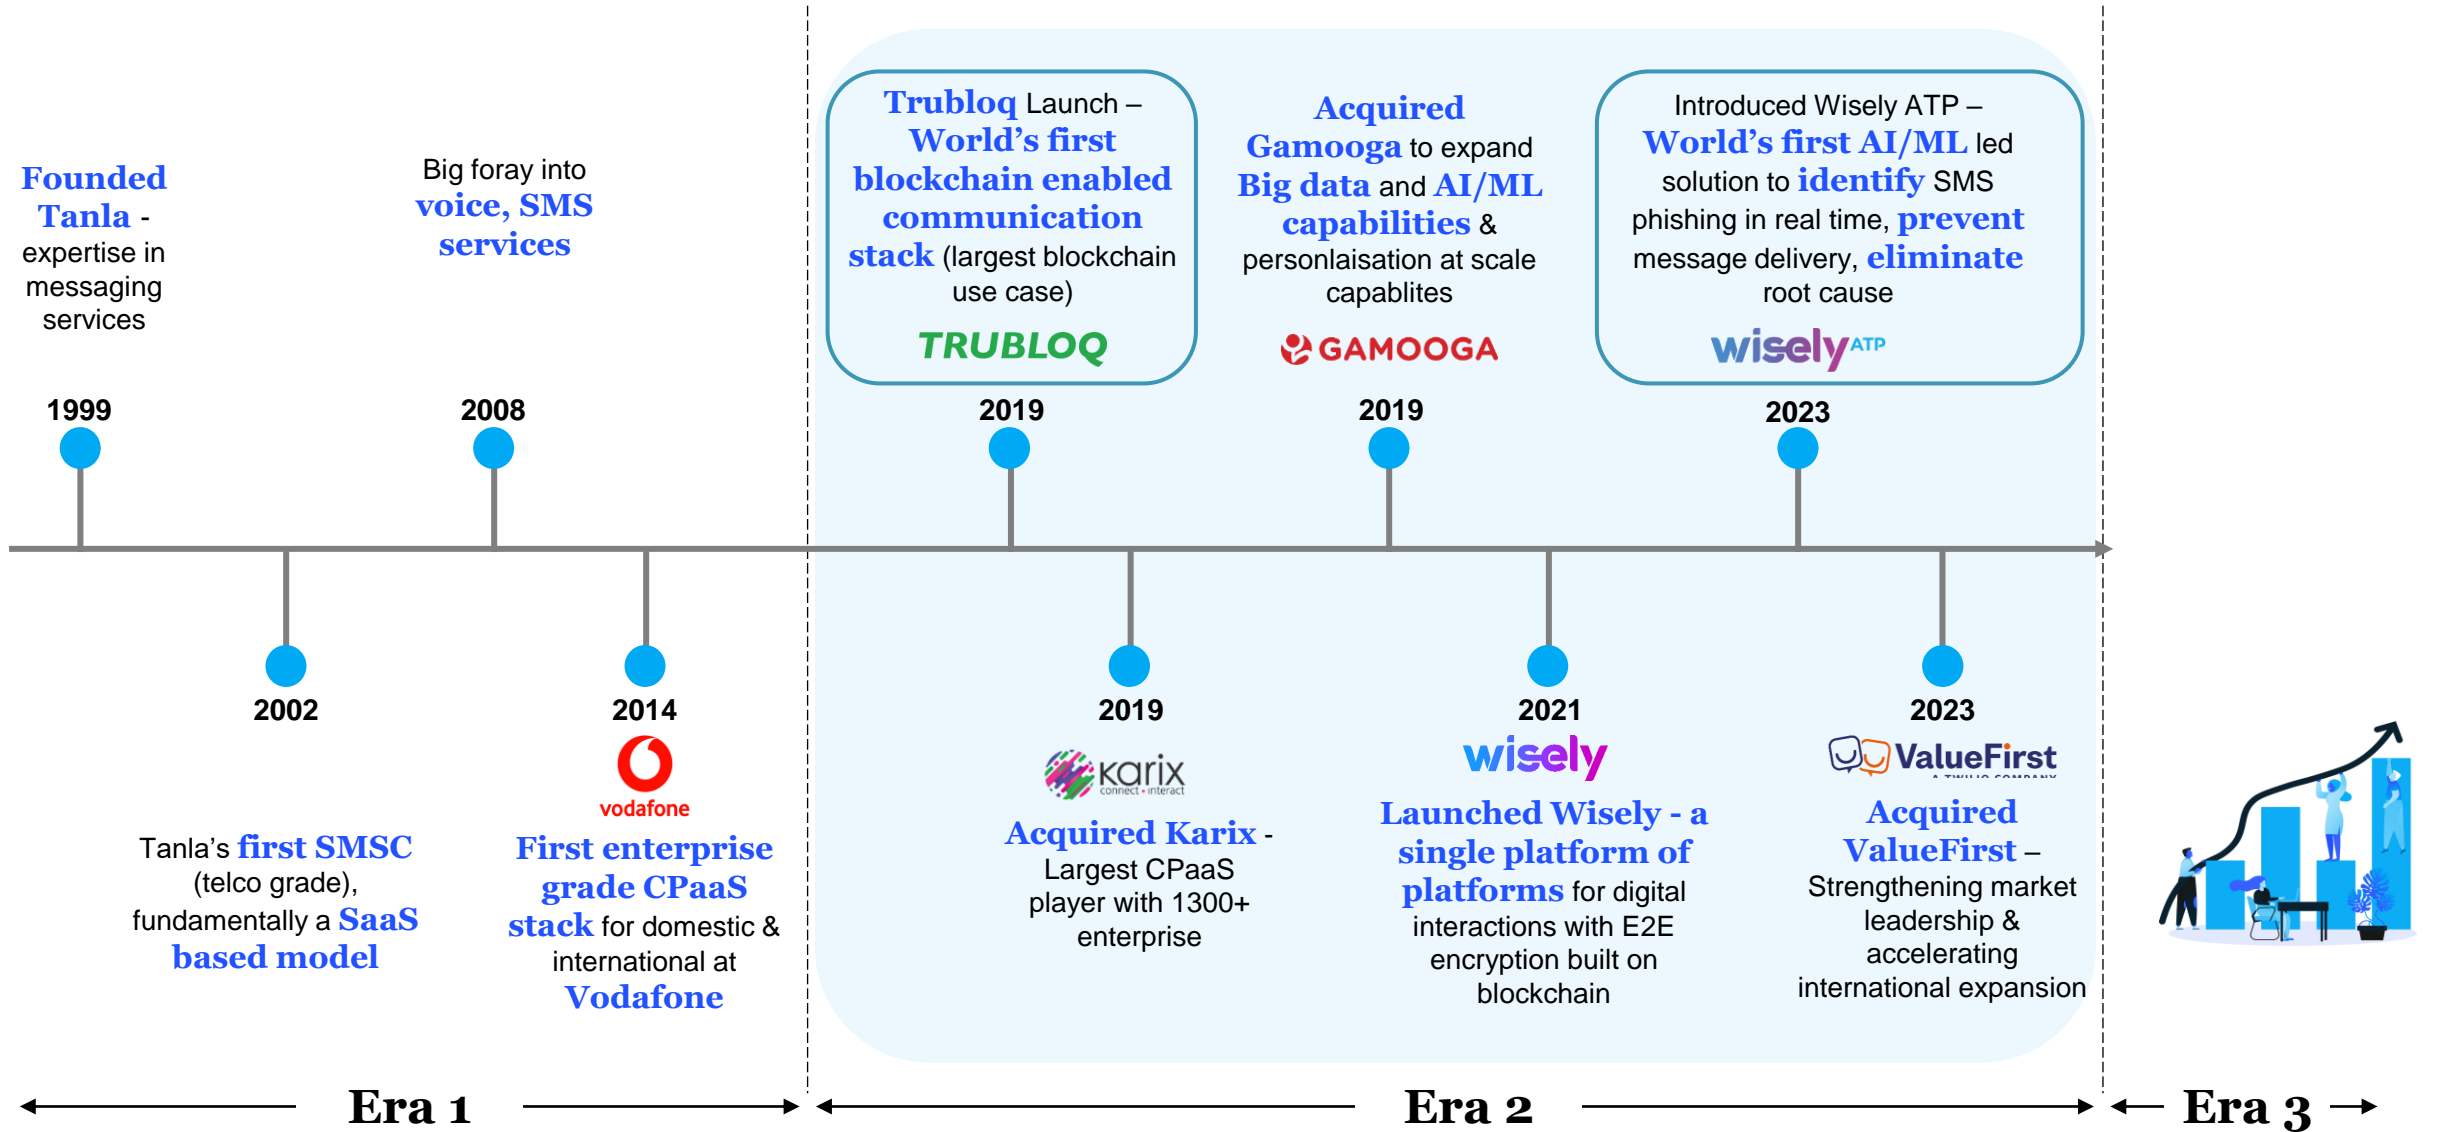 Founded
Tanla -
expertise in
messaging
services
1999
Big foray into
voice, SMS
services
2008
Trubloq Launch –
World's first
blockchain enabled
communication
stack (largest blockchain
use case)
TRUBLOQ
2019
Acquired
Gamooga to expand
Big data and AI/ML
capabilities &
personlaisation at scale
capablites
GAMOOGA
2019
Introduced Wisely ATP –
World's first AI/ML led
solution to identify SMS
phishing in real time, prevent
message delivery, eliminate
root cause
wisely ATP
2023
2002
Tanla's first SMSC
(telco grade),
fundamentally a SaaS
based model
2014
vodafone
First enterprise
grade CPaaS
stack for domestic &
international at
Vodafone
2019
karix
connect • interact
Acquired Karix -
Largest CPaaS
player with 1300+
enterprise
2021
wisely
Launched Wisely - a
single platform of
platforms for digital
interactions with E2E
encryption built on
blockchain
2023
ValueFirst
A TWILIO COMPANY
Acquired
ValueFirst –
Strengthening market
leadership &
accelerating
international expansion
Era 1
Era 2
Era 3